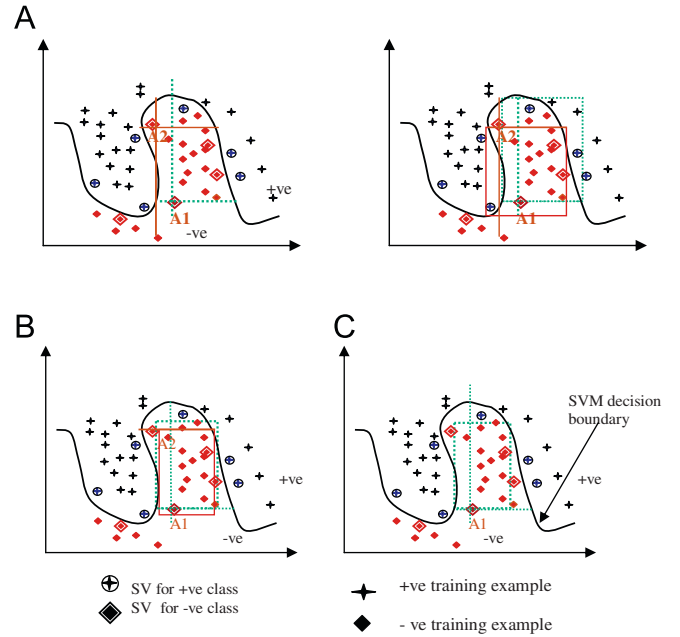 A
A2
A1
-ve
+ve
A2
A1
B
A2
A1
-ve
+ve
C
SVM decision
boundary
A1
-ve
+ve
SV for +ve class
SV for -ve class
+ve training example
- ve training example